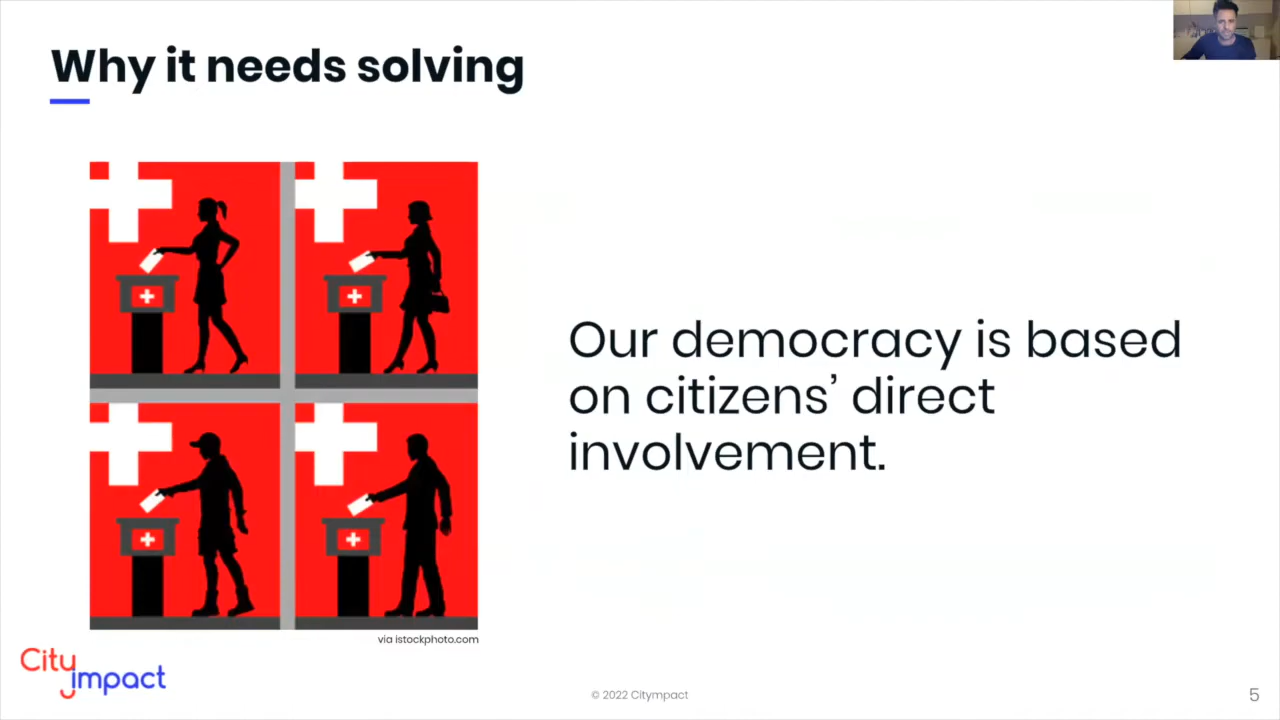 Why it needs solving
Our democracy is based
on citizens’ direct
involvement.
via istockphoto.com
City
impact
© 2022 Citympact
5